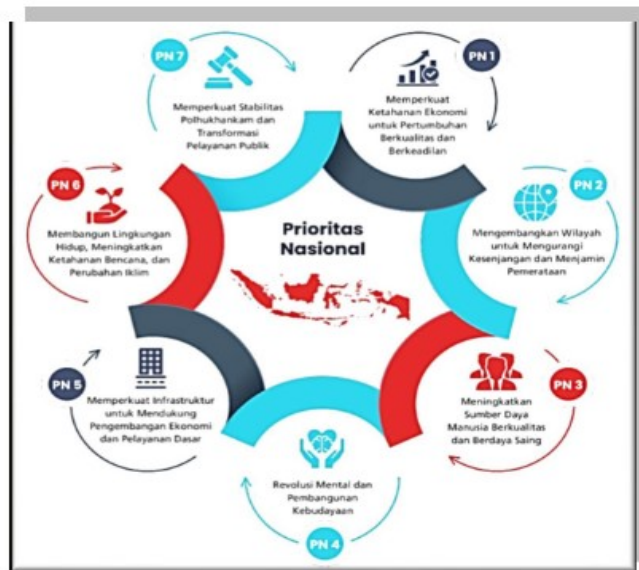 Prioritas
Nasional
PN 1
Memperkuat
Ketahanan Ekonomi
untuk Pertumbuhan
Berkualitas dan
Berkeadilan
PN 2
Mengembangkan Wilayah
untuk Mengurangi
Kesenjangan dan Menjamin
Pemerataan
PN 3
Meningkatkan
Sumber Daya
Manusia Berkualitas
dan Berdaya Saing
PN 4
Revolusi Mental dan
Pembangunan
Kebudayaan
PN 5
Memperkuat Infrastruktur
untuk Mendukung
Pengembangan Ekonomi
dan Pelayanan Dasar
PN 6
Membangun Lingkungan
Hidup, Meningkatkan
Ketahanan Bencana, dan
Perubahan Iklim
PN 7
Memperkuat Stabilitas
Polhukhankam dan
Transformasi
Pelayanan Publik